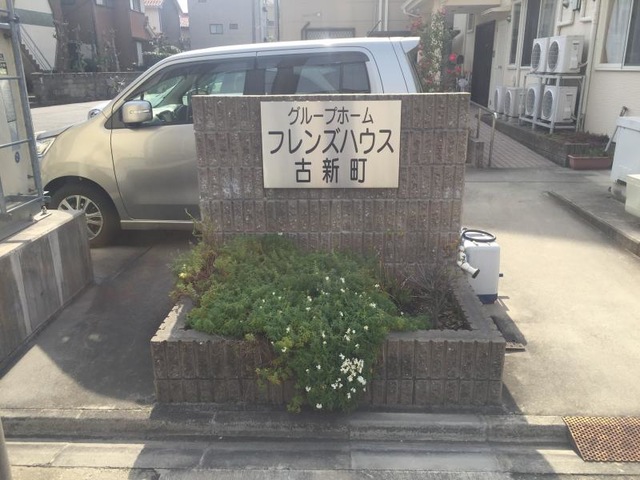 グループホーム
フレンズハウス
古新町